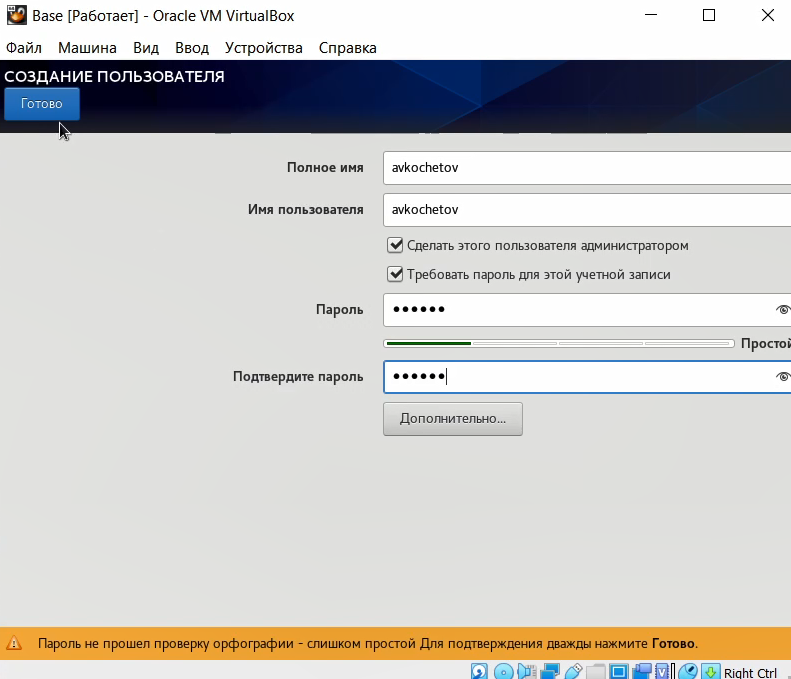 Base [Работает] - Oracle VM VirtualBox
Файл Машина Вид Ввод Устройства Справка
СОЗДАНИЕ ПОЛЬЗОВАТЕЛЯ
Готово
Полное имя avkochetov
Имя пользователя avkochetov
Сделать этого пользователя администратором
Требовать пароль для этой учетной записи
Пароль ••••••
Простой
Подтвердите пароль ••••••
Дополнительно...
Пароль не прошел проверку орфографии - слишком простой Для подтверждения дважды нажмите Готово.
Right Ctrl